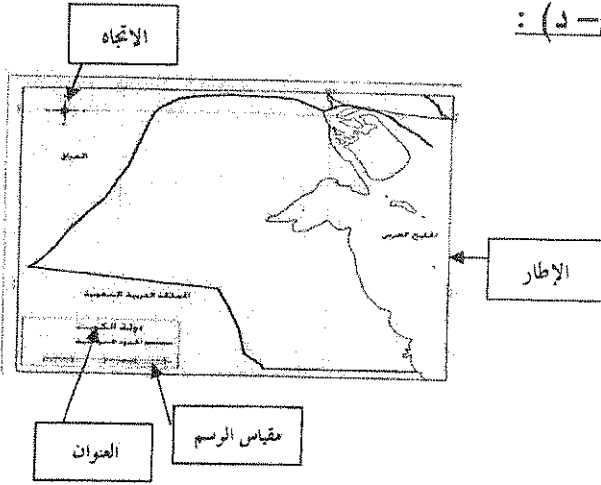 – د) :
الاتجاه
العراق
الخليج العربي
الإطار
المملكة العربية السعودية
دولة الكويت
مقياس الرسم
العنوان